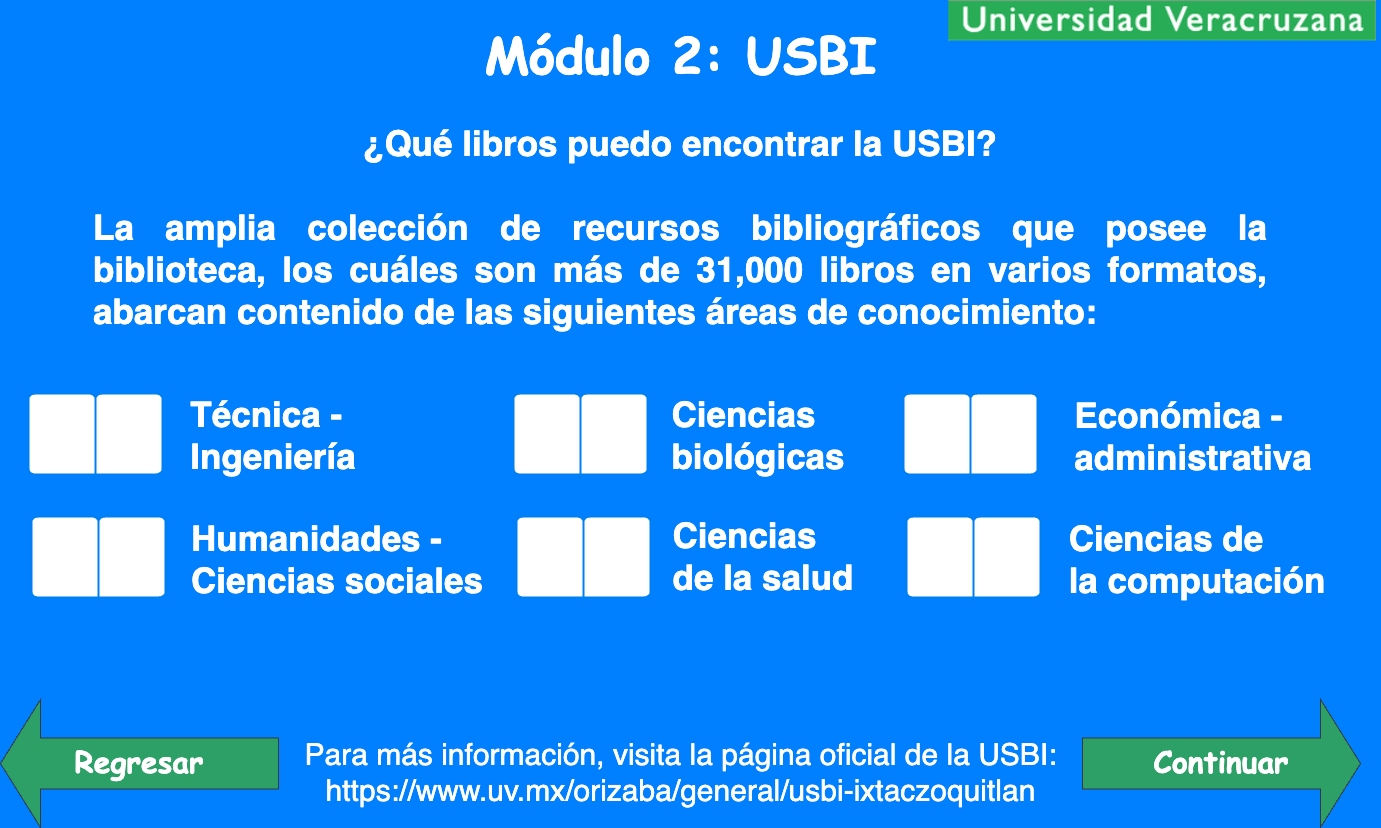 Universidad Veracruzana
Módulo 2: USBI
¿Qué libros puedo encontrar la USBI?
La amplia colección de recursos bibliográficos que posee la
biblioteca, los cuáles son más de 31,000 libros en varios formatos,
abarcan contenido de las siguientes áreas de conocimiento:
Técnica -
Ingeniería
Ciencias
biológicas
Económica -
administrativa
Humanidades -
Ciencias sociales
Ciencias
de la salud
Ciencias de
la computación
Regresar
Para más información, visita la página oficial de la USBI:
https://www.uv.mx/orizaba/general/usbi-ixtaczoquitlan
Continuar